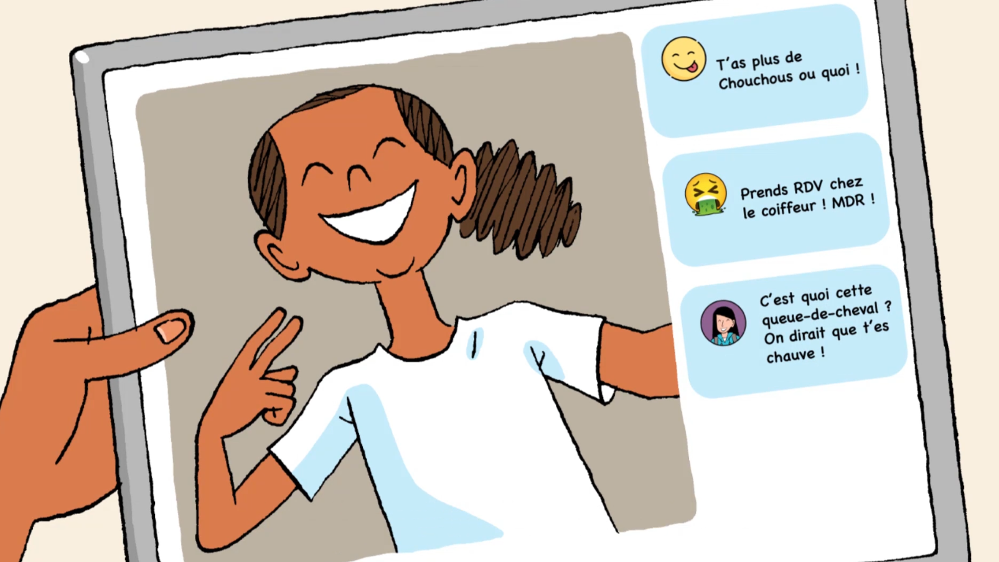 T'as plus de
Chouchous ou quoi !
Prends RDV chez
le coiffeur ! MDR !
C'est quoi cette
queue-de-cheval ?
On dirait que t'es
chauve !